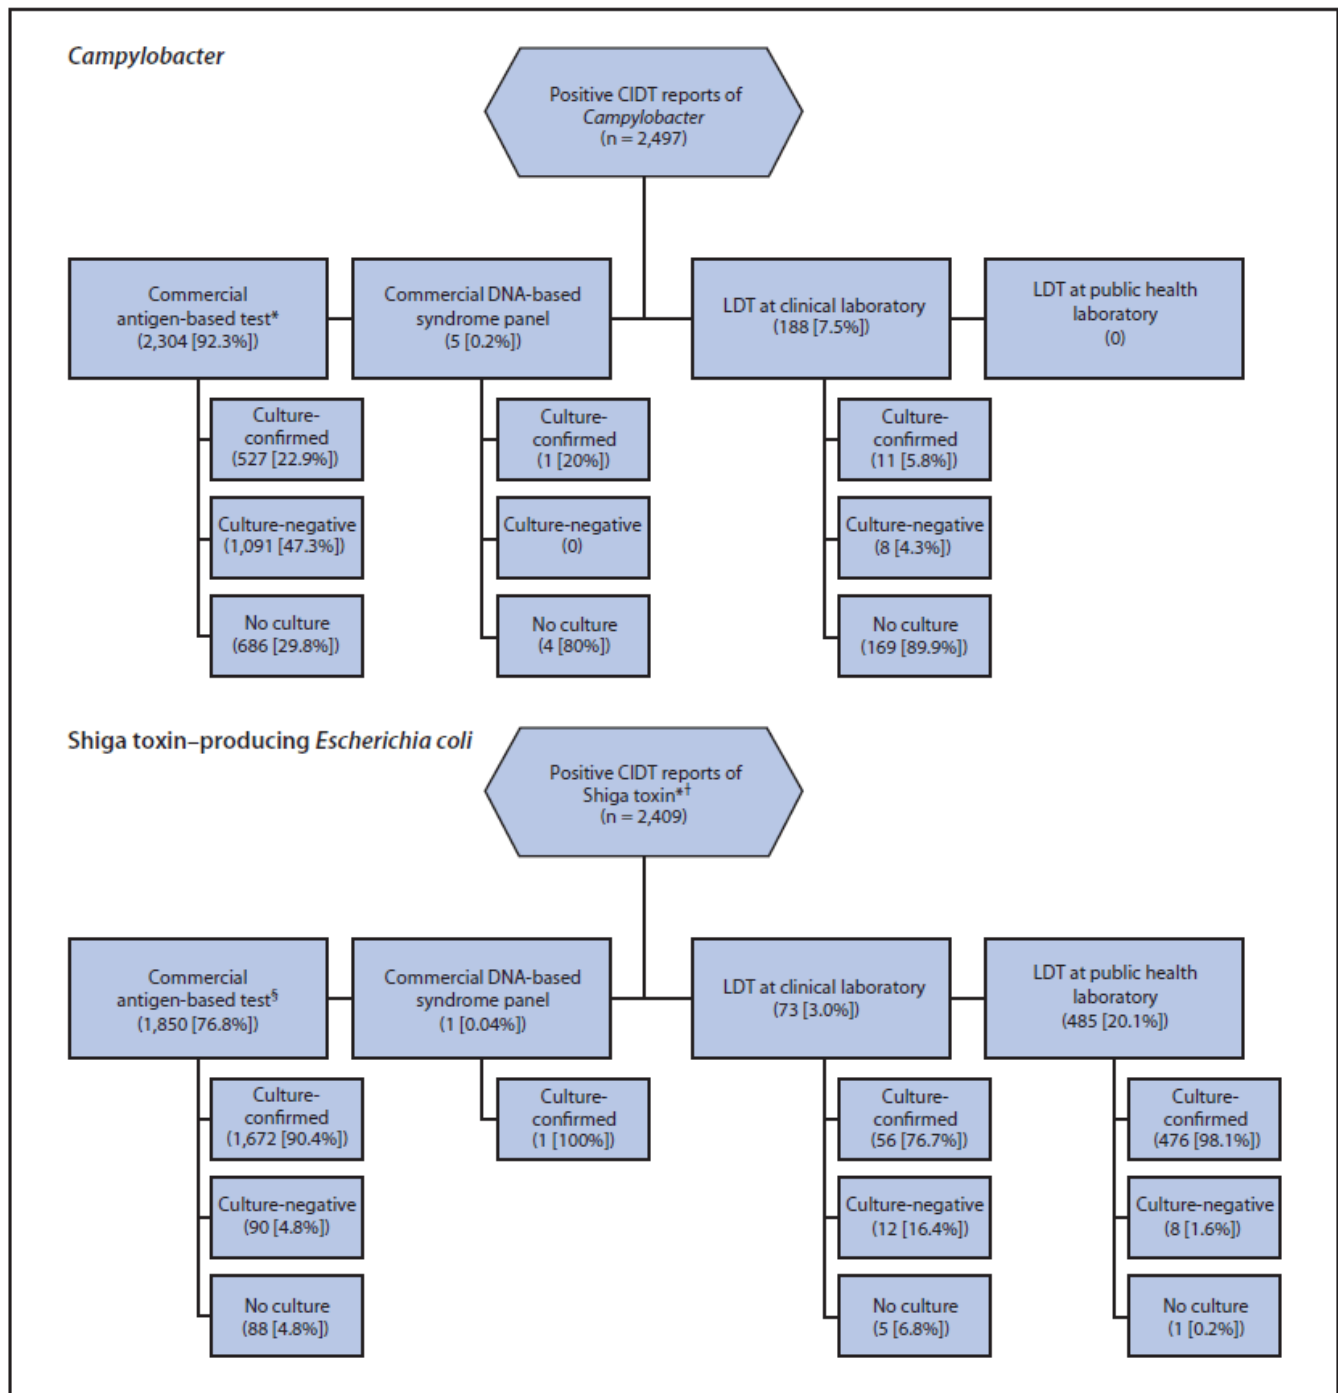 Campylobacter
Positive CIDT reports of
Campylobacter
(n = 2,497)
Commercial
antigen-based test*
(2,304 [92.3%])
Commercial DNA-based
syndrome panel
(5 [0.2%])
LDT at clinical laboratory
(188 [7.5%])
LDT at public health
laboratory
(0)
Culture-
confirmed
(527 [22.9%])
Culture-negative
(1,091 [47.3%])
No culture
(686 [29.8%])
Culture-
confirmed
(1 [20%])
Culture-negative
(0)
No culture
(4 [80%])
Culture-
confirmed
(11 [5.8%])
Culture-negative
(8 [4.3%])
No culture
(169 [89.9%])
Shiga toxin–producing Escherichia coli
Positive CIDT reports of
Shiga toxin*†
(n = 2,409)
Commercial
antigen-based test§
(1,850 [76.8%])
Commercial DNA-based
syndrome panel
(1 [0.04%])
LDT at clinical laboratory
(73 [3.0%])
LDT at public health
laboratory
(485 [20.1%])
Culture-
confirmed
(1,672 [90.4%])
Culture-negative
(90 [4.8%])
No culture
(88 [4.8%])
Culture-
confirmed
(1 [100%])
Culture-
confirmed
(56 [76.7%])
Culture-negative
(12 [16.4%])
No culture
(5 [6.8%])
Culture-
confirmed
(476 [98.1%])
Culture-negative
(8 [1.6%])
No culture
(1 [0.2%])